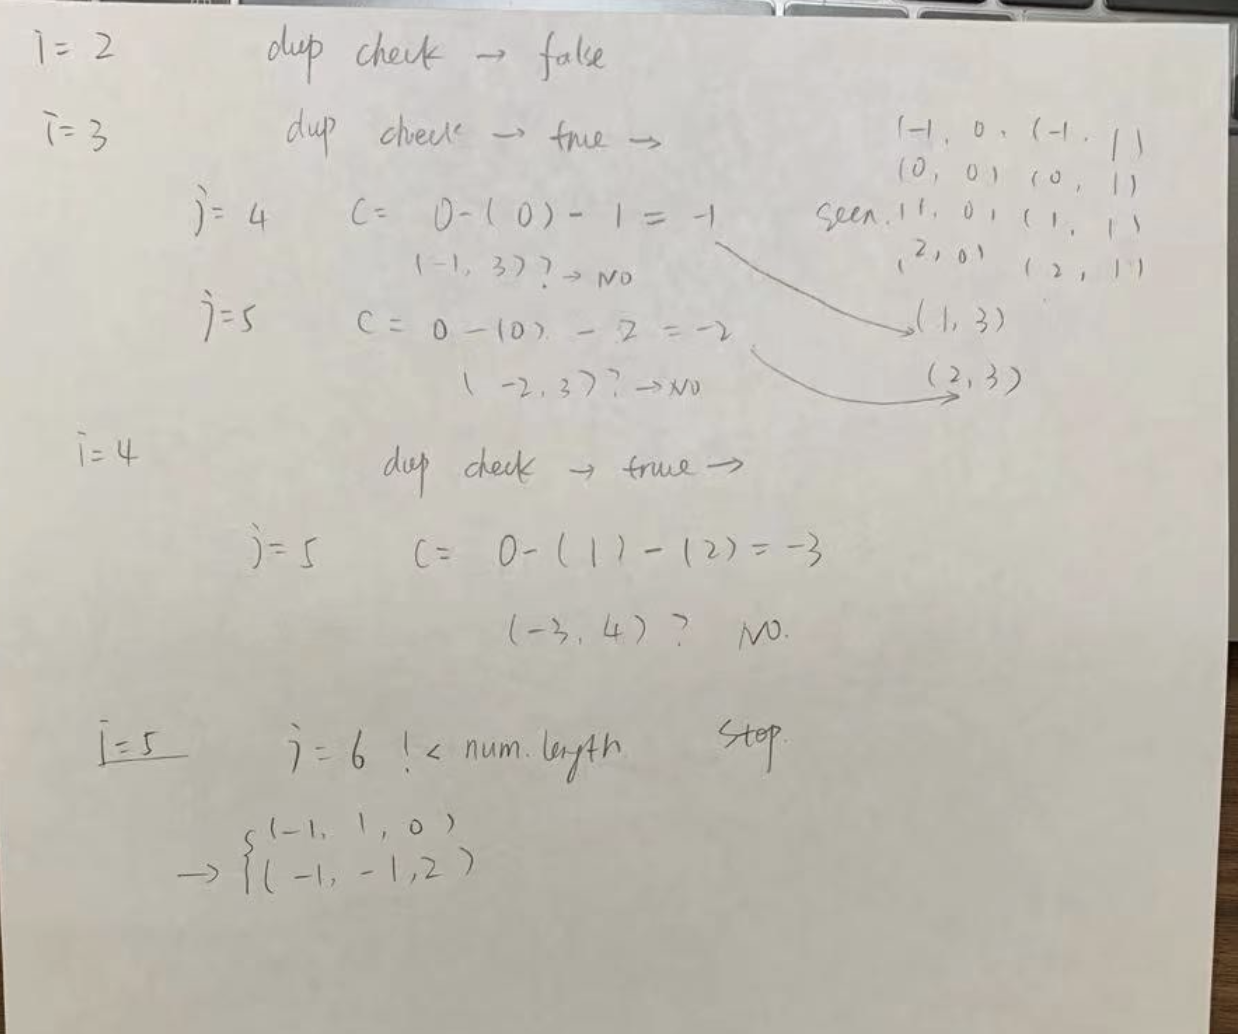 i = 2 dup check → false
i = 3 dup check → true →
(-1, 0, (-1, 1)
(0, 0) (0, 1)
j = 4 C = 0-(0) - 1 = -1
seen. (1, 0, (1, 1)
(-1, 3)? → NO
(2, 0) (2, 1)
j = 5 C = 0 - (0) - 2 = -2
(1, 3)
(-2, 3)? → NO
(2, 3)
i = 4 dup check → true →
j = 5 C = 0 - (1) - (2) = -3
(-3, 4) ? NO.
i = 5 j = 6 ! < num. length Stop.
(-1, 1, 0)
→ { (-1, -1, 2)